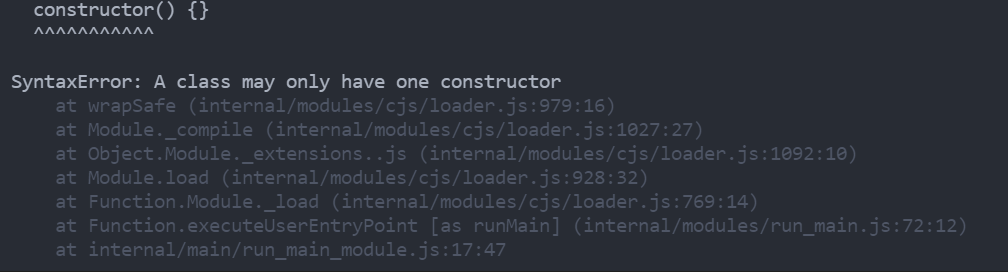 constructor() {}
^^^^^^^^^^^
SyntaxError: A class may only have one constructor
at wrapSafe (internal/modules/cjs/loader.js:979:16)
at Module._compile (internal/modules/cjs/loader.js:1027:27)
at Object.Module._extensions..js (internal/modules/cjs/loader.js:1092:10)
at Module.load (internal/modules/cjs/loader.js:928:32)
at Function.Module._load (internal/modules/cjs/loader.js:769:14)
at Function.executeUserEntryPoint [as runMain] (internal/modules/run_main.js:72:12)
at internal/main/run_main_module.js:17:47